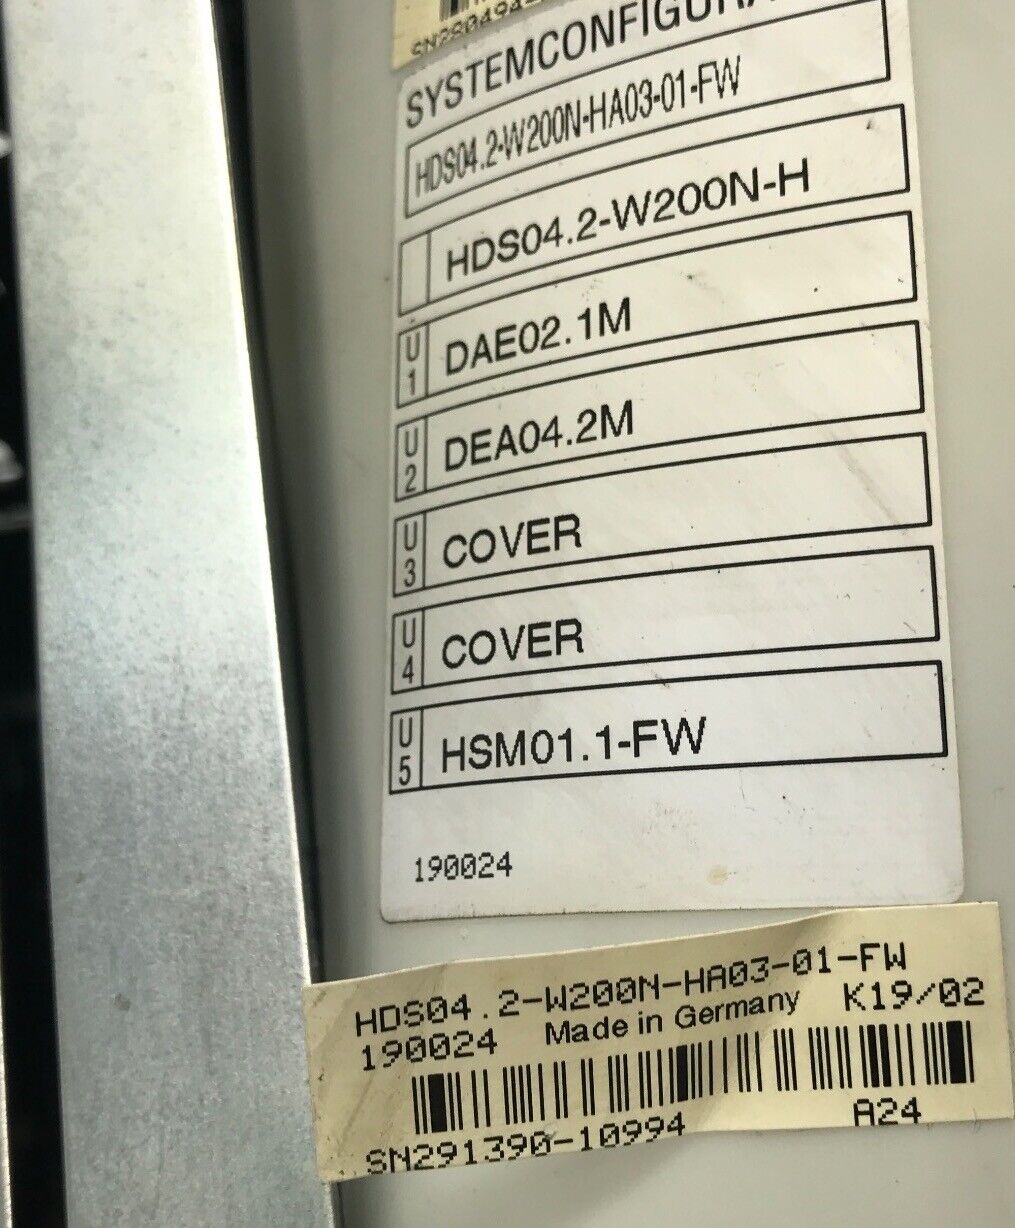 SYSTEMCONFIGURA
HDS04.2-W200N-HA03-01-FW
HDS04.2-W200N-H
U1 DAE02.1M
U2 DEA04.2M
U3 COVER
U4 COVER
U5 HSM01.1-FW
190024
HDS04.2-W200N-HA03-01-FW
190024 Made in Germany K19/02
SN291390-10994 A24